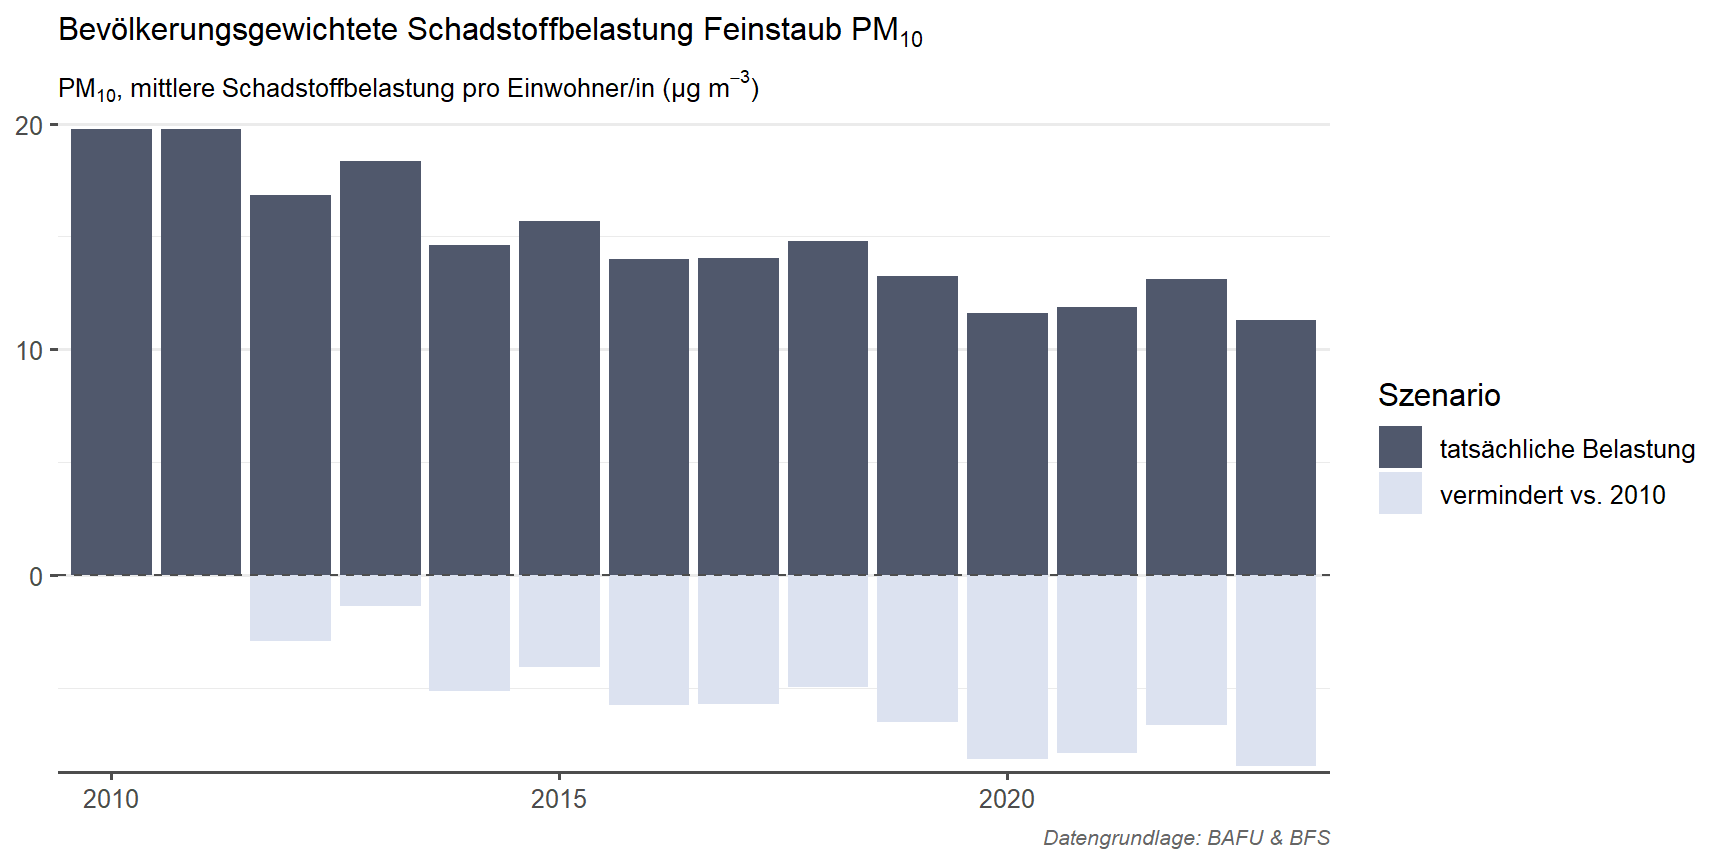 Bevölkerungsgewichtete Schadstoffbelastung Feinstaub PM₁₀
PM₁₀, mittlere Schadstoffbelastung pro Einwohner/in (µg m⁻³)
20
10
0
2010
2015
2020
Szenario
tatsächliche Belastung
vermindert vs. 2010
Datengrundlage: BAFU & BFS